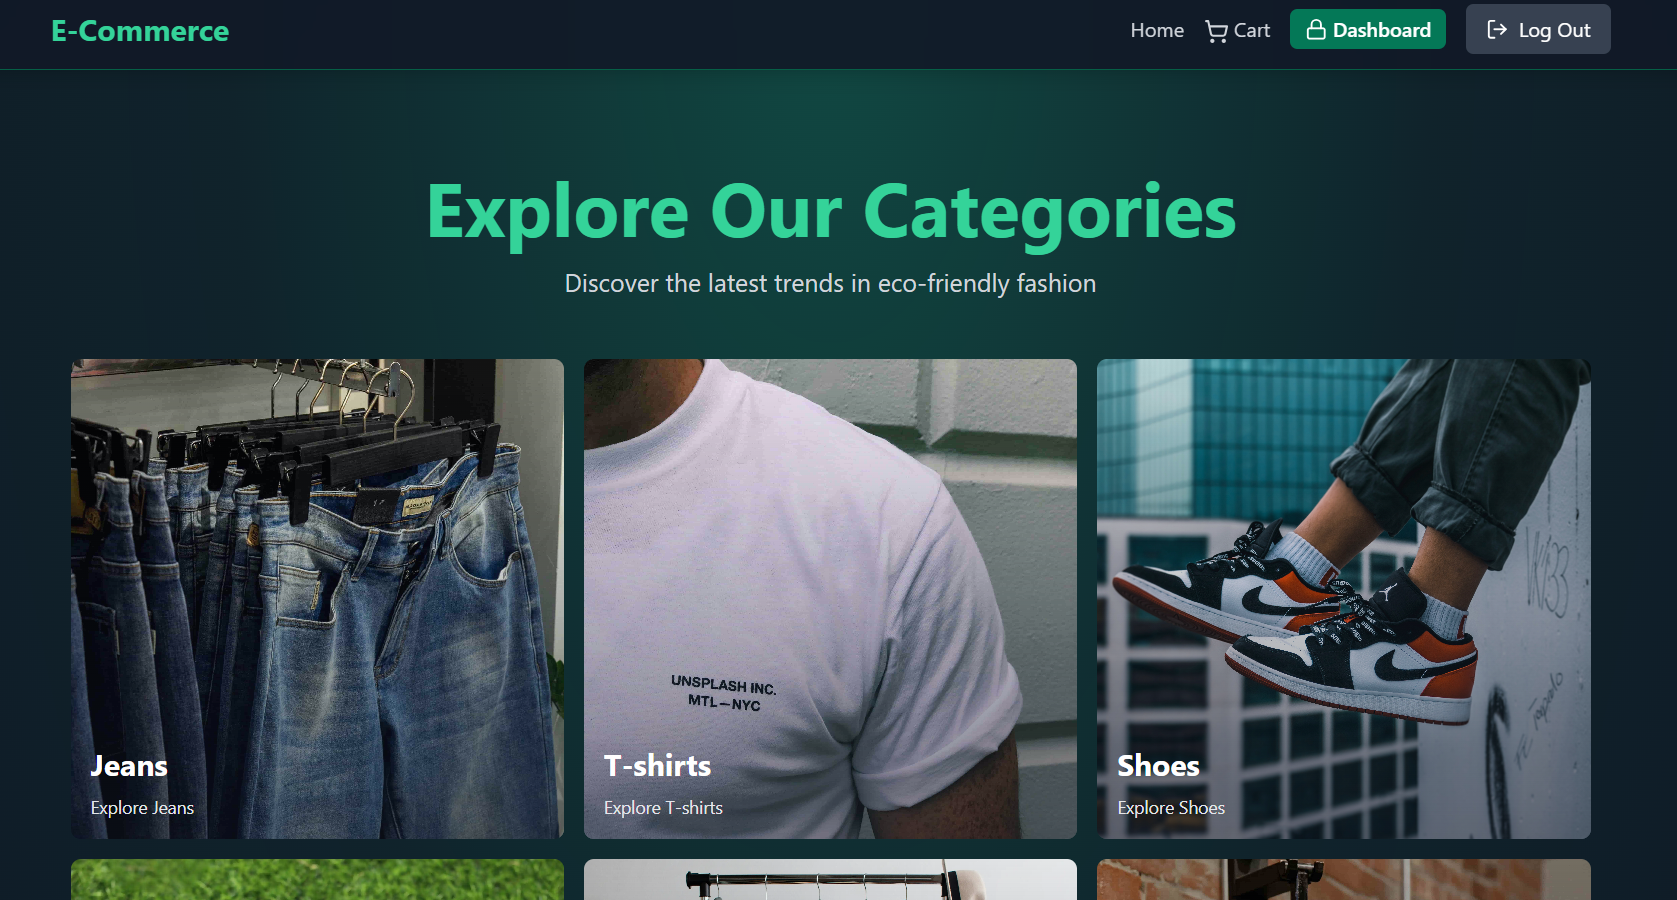 E-Commerce
Home
Cart
Dashboard
Log Out
Explore Our Categories
Discover the latest trends in eco-friendly fashion
UNSPLASH INC.
MTL—NYC
Jeans
Explore Jeans
T-shirts
Explore T-shirts
Shoes
Explore Shoes